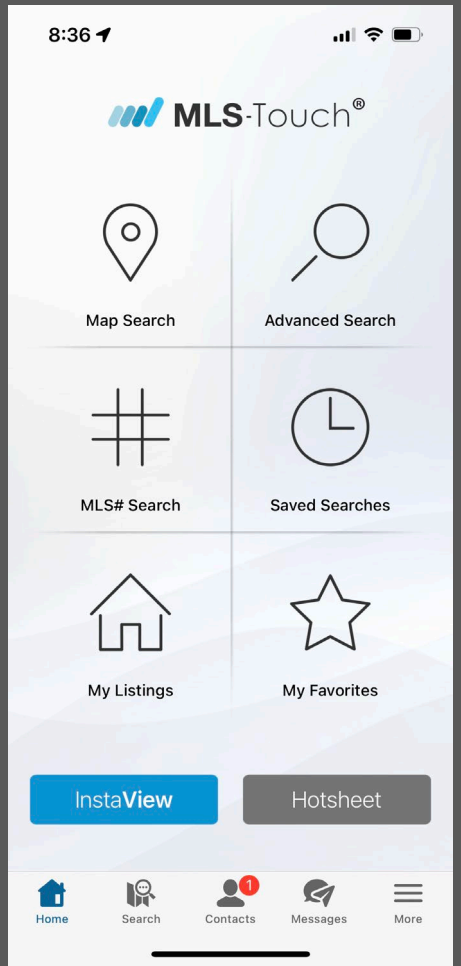 8:36
MLS-Touch®
Map Search
Advanced Search
MLS# Search
Saved Searches
My Listings
My Favorites
InstaView
Hotsheet
1
Home
Search
Contacts
Messages
More